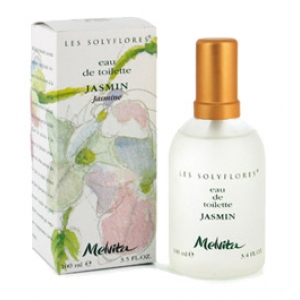 LES SOLYFLORES®
eau
de toilette
JASMIN
Jasmine
Melvita
100 ml e 3.3 FL.OZ.
LES SOLYFLORES®
eau
de
toilette
JASMIN
Melvita
100 ml e 3.4 FL.OZ.